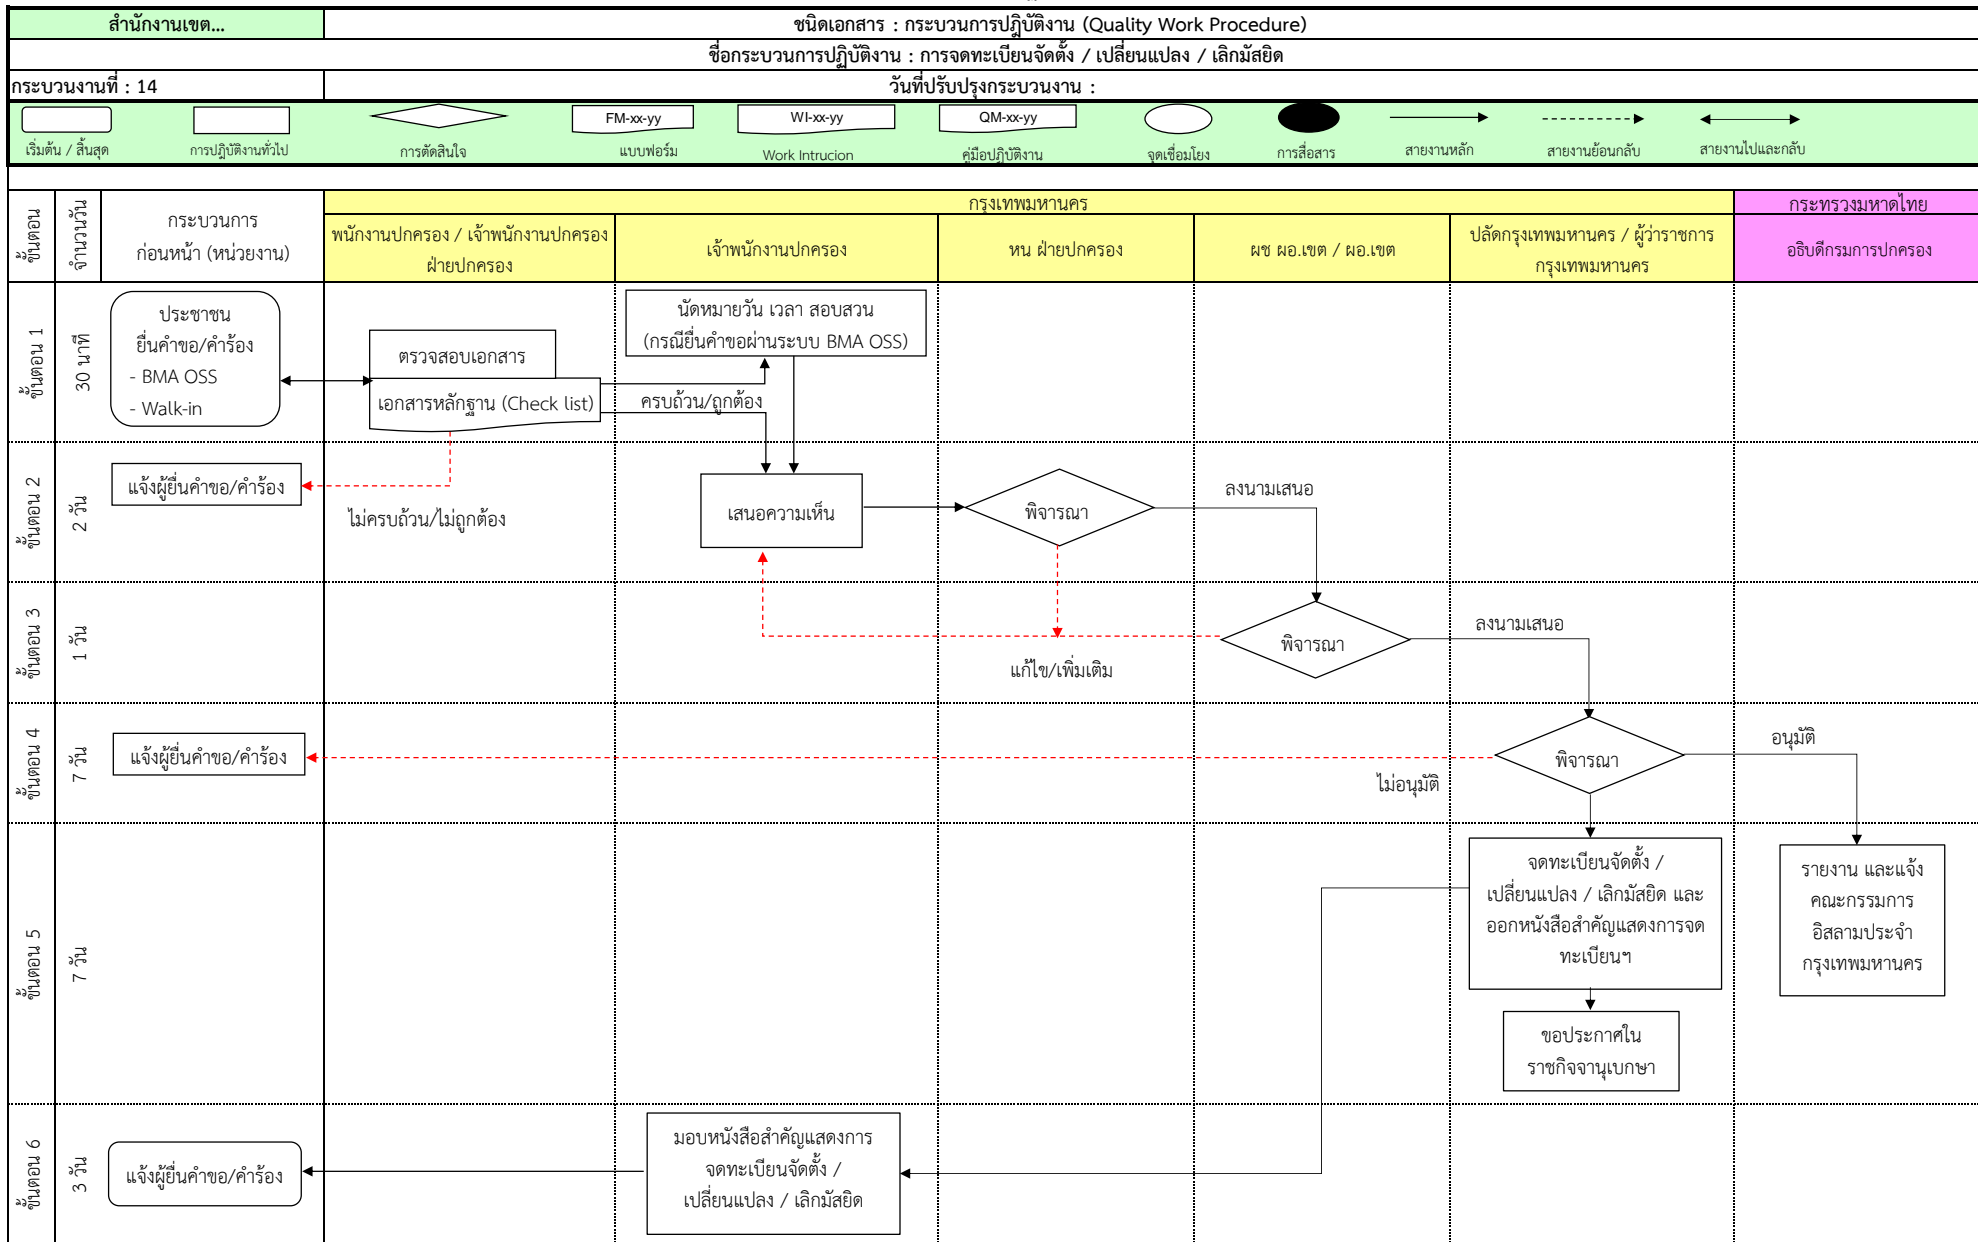 สำนักงานเขต...
ชนิดเอกสาร : กระบวนการปฎิบัติงาน (Quality Work Procedure)
ชื่อกระบวนการปฏิบัติงาน : การจดทะเบียนจัดตั้ง / เปลี่ยนแปลง / เลิกมัสยิด
กระบวนงานที่ : 14
วันที่ปรับปรุงกระบวนงาน :
FM-xx-yy
WI-xx-yy
QM-xx-yy
เริ่มต้น / สิ้นสุด
การปฏิบัติงานทั่วไป
การตัดสินใจ
แบบฟอร์ม
Work Intrucion
คู่มือปฏิบัติงาน
จุดเชื่อมโยง
การสื่อสาร
สายงานหลัก
สายงานย้อนกลับ
สายงานไปและกลับ
ขั้นตอน
จำนวนวัน
กระบวนการ
ก่อนหน้า (หน่วยงาน)
กรุงเทพมหานคร
กระทรวงมหาดไทย
พนักงานปกครอง / เจ้าพนักงานปกครอง
ฝ่ายปกครอง
เจ้าพนักงานปกครอง
หน ฝ่ายปกครอง
ผช ผอ.เขต / ผอ.เขต
ปลัดกรุงเทพมหานคร / ผู้ว่าราชการ
กรุงเทพมหานคร
อธิบดีกรมการปกครอง
ขั้นตอน 1
30 นาที
ประชาชน
ยื่นคำขอ/คำร้อง
- BMA OSS
- Walk-in
ตรวจสอบเอกสาร
เอกสารหลักฐาน (Check list)
นัดหมายวัน เวลา สอบสวน
(กรณียื่นคำขอผ่านระบบ BMA OSS)
ครบถ้วน/ถูกต้อง
ขั้นตอน 2
2 วัน
แจ้งผู้ยื่นคำขอ/คำร้อง
ไม่ครบถ้วน/ไม่ถูกต้อง
เสนอความเห็น
พิจารณา
ลงนามเสนอ
ขั้นตอน 3
1 วัน
แก้ไข/เพิ่มเติม
พิจารณา
ลงนามเสนอ
ขั้นตอน 4
7 วัน
แจ้งผู้ยื่นคำขอ/คำร้อง
ไม่อนุมัติ
พิจารณา
อนุมัติ
ขั้นตอน 5
7 วัน
จดทะเบียนจัดตั้ง /
เปลี่ยนแปลง / เลิกมัสยิด และ
ออกหนังสือสำคัญแสดงการจด
ทะเบียนฯ
รายงาน และแจ้ง
คณะกรรมการ
อิสลามประจำ
กรุงเทพมหานคร
ขอประกาศใน
ราชกิจจานุเบกษา
ขั้นตอน 6
3 วัน
แจ้งผู้ยื่นคำขอ/คำร้อง
มอบหนังสือสำคัญแสดงการ
จดทะเบียนจัดตั้ง /
เปลี่ยนแปลง / เลิกมัสยิด